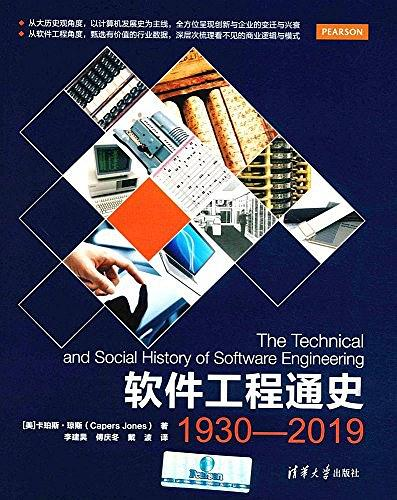 从大历史观角度，以计算机发展史为主线，全方位呈现创新与企业的变迁与兴衰
从软件工程角度，甄选有价值的行业数据，深层次梳理看不见的商业逻辑与模式
PEARSON
The Technical
and Social History of Software Engineering
软件工程通史
1930—2019
[美]卡珀斯·琼斯（Capers Jones） 著
李建昊 傅庆冬 戴波 译
Pearson
清华大学出版社